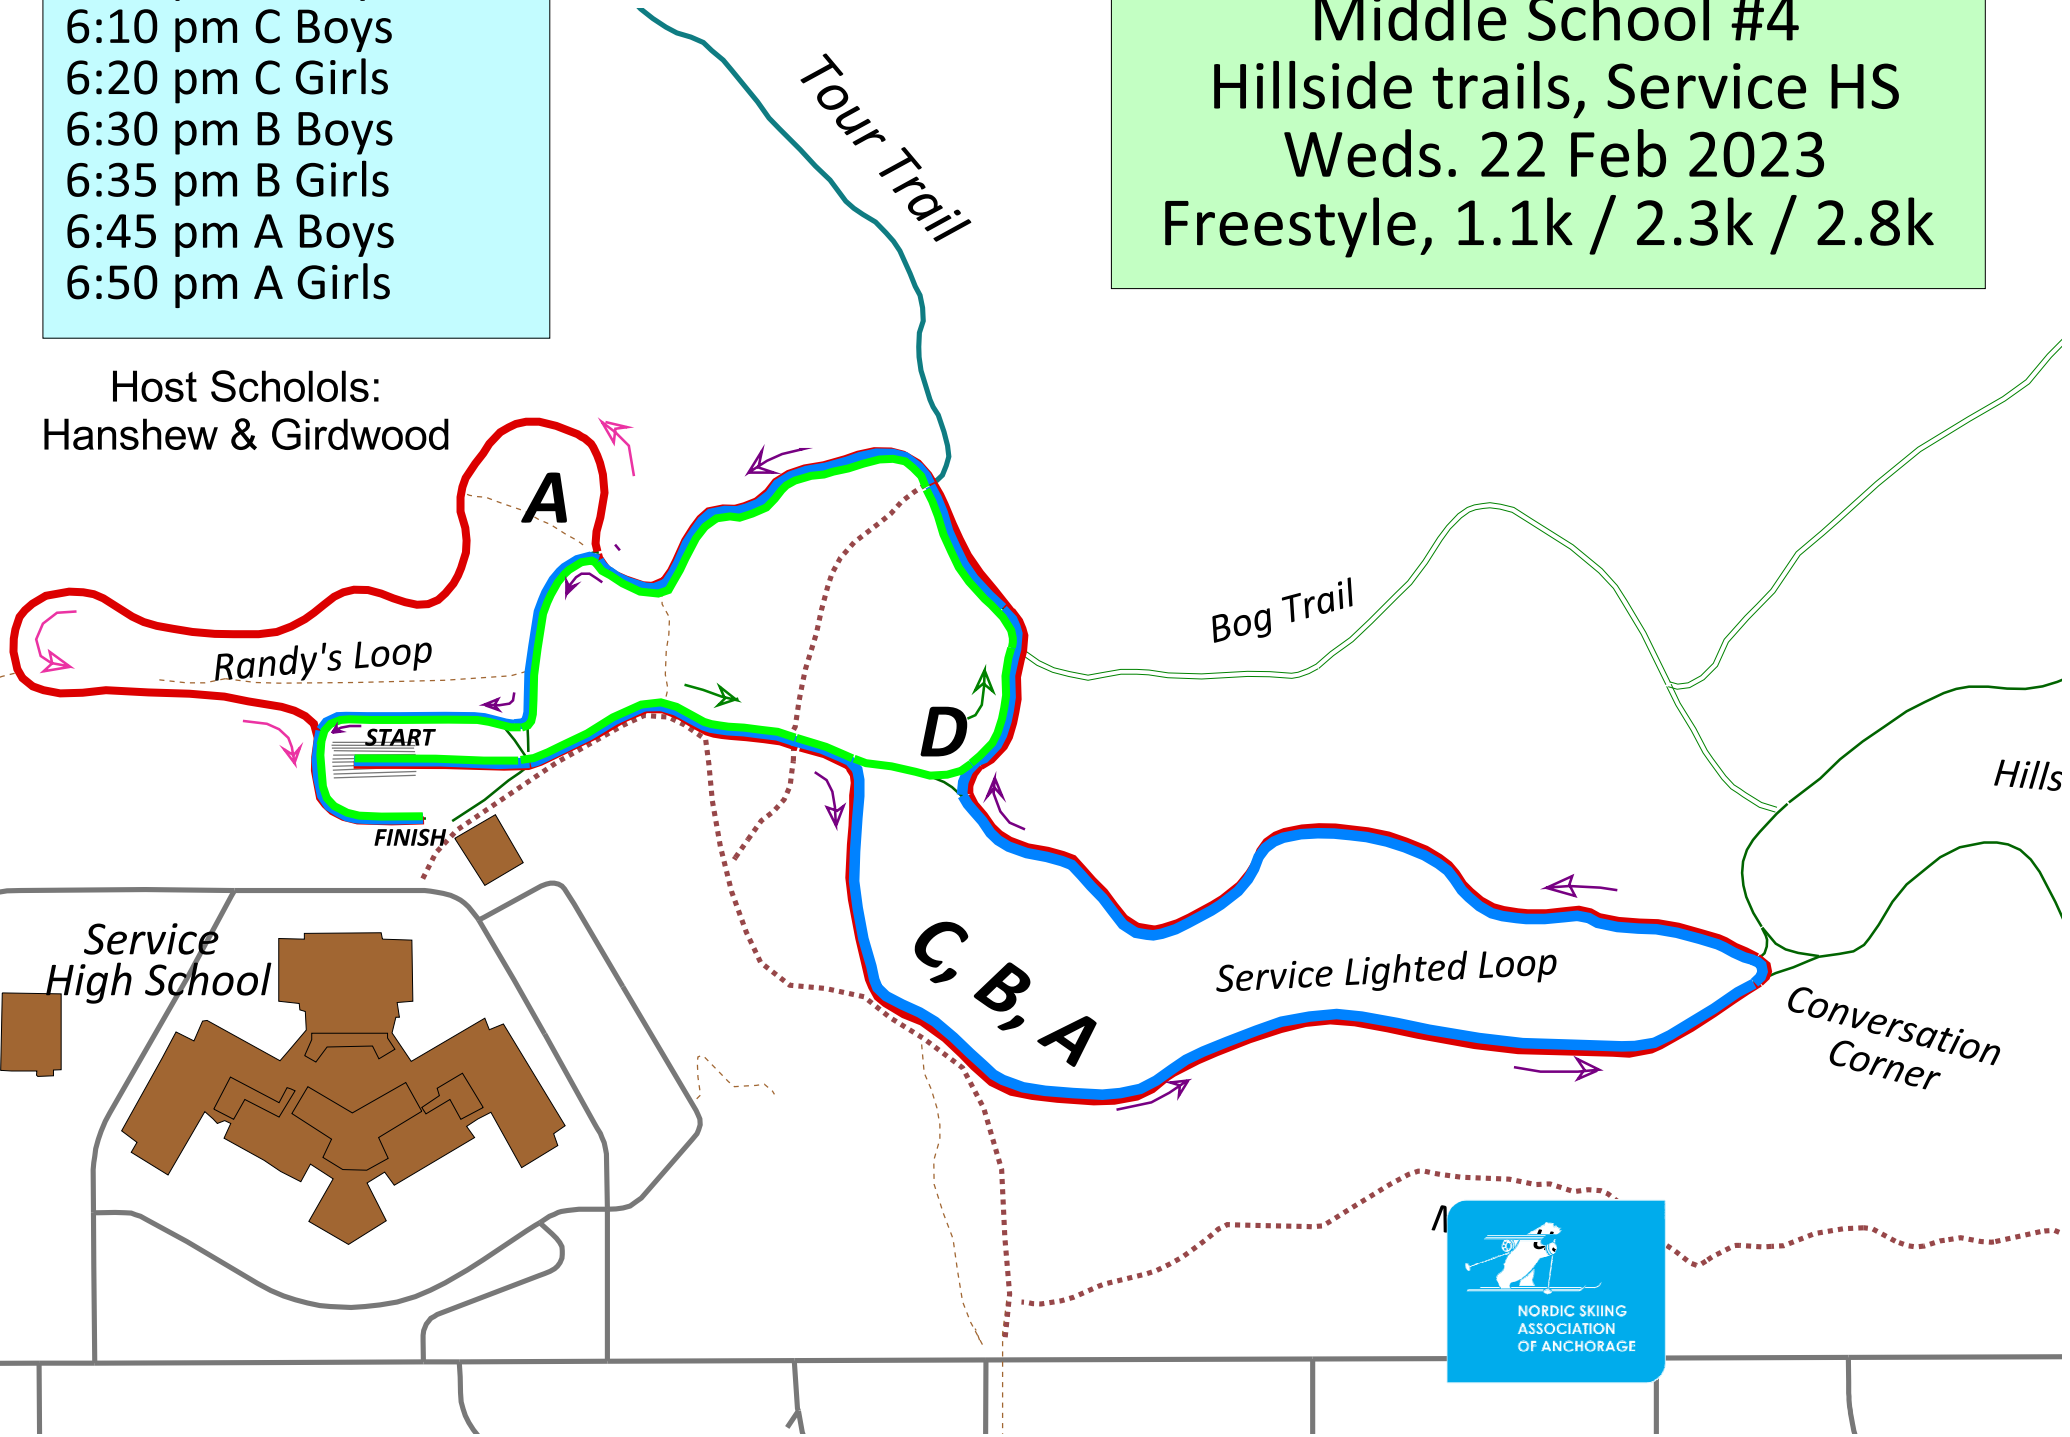 6:10 pm C Boys
6:20 pm C Girls
6:30 pm B Boys
6:35 pm B Girls
6:45 pm A Boys
6:50 pm A Girls
Middle School #4
Hillside trails, Service HS
Weds. 22 Feb 2023
Freestyle, 1.1k / 2.3k / 2.8k
Host Scholols:
Hanshew & Girdwood
Tour Trail
A
Bog Trail
Randy's Loop
D
START
FINISH
Hills
Service
High School
C, B, A
Service Lighted Loop
Conversation
Corner
NORDIC SKIING
ASSOCIATION
OF ANCHORAGE